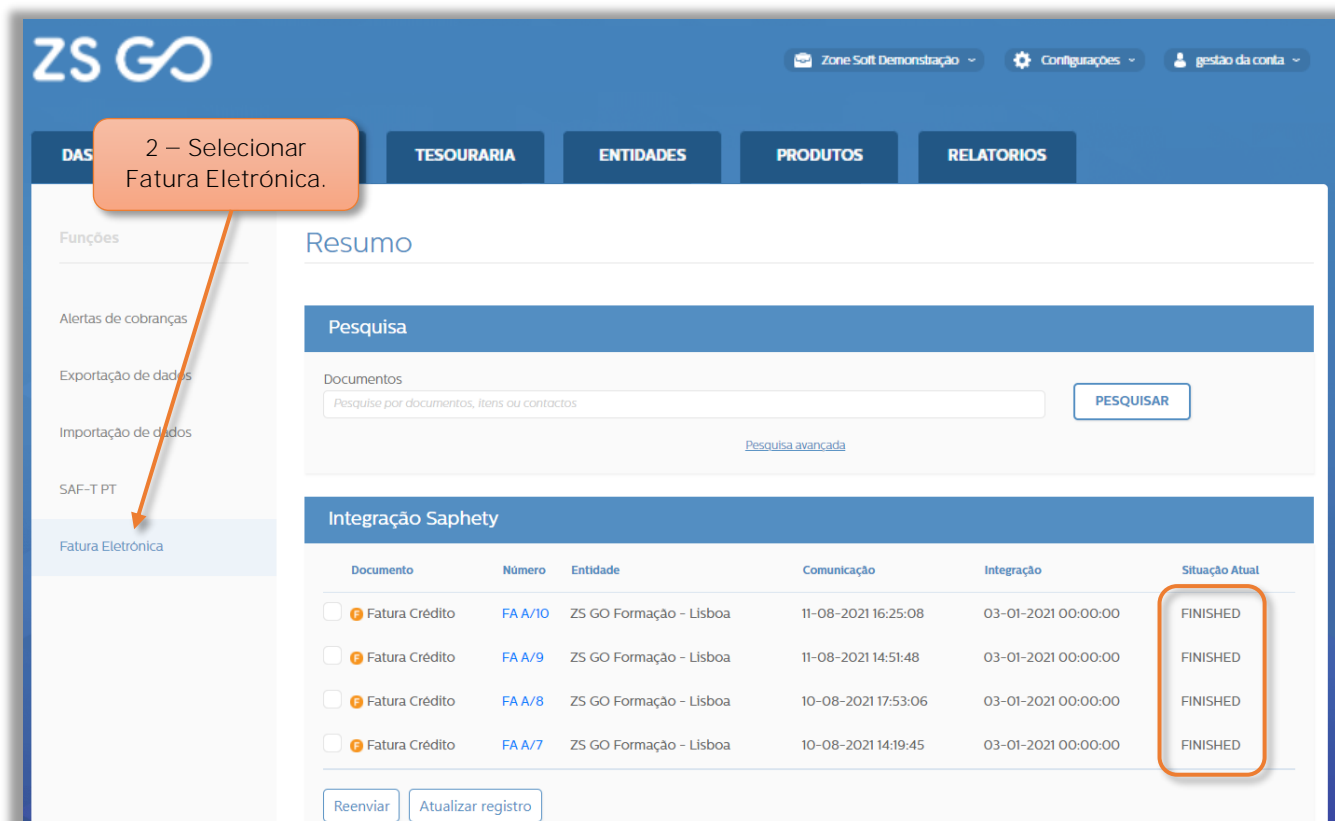 ZS GO
Zone Soft Demonstração
Configurações
gestão da conta
DAS
2 – Selecionar
Fatura Eletrónica.
TESOURARIA
ENTIDADES
PRODUTOS
RELATORIOS
Funções
Alertas de cobranças
Exportação de dados
Importação de dados
SAF-T PT
Fatura Eletrónica
Resumo
Pesquisa
Documentos
Pesquise por documentos, itens ou contactos
PESQUISAR
Pesquisa avançada
Integração Saphety
Documento Número Entidade Comunicação Integração Situação Atual
F Fatura Crédito FA A/10 ZS GO Formação - Lisboa 11-08-2021 16:25:08 03-01-2021 00:00:00 FINISHED
F Fatura Crédito FA A/9 ZS GO Formação - Lisboa 11-08-2021 14:51:48 03-01-2021 00:00:00 FINISHED
F Fatura Crédito FA A/8 ZS GO Formação - Lisboa 10-08-2021 17:53:06 03-01-2021 00:00:00 FINISHED
F Fatura Crédito FA A/7 ZS GO Formação - Lisboa 10-08-2021 14:19:45 03-01-2021 00:00:00 FINISHED
Reenviar Atualizar registro